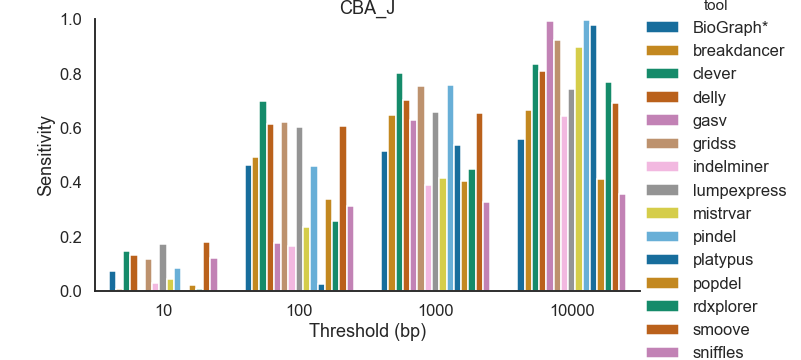 CBA_J
tool
Sensitivity
1.0
0.8
0.6
0.4
0.2
0.0
10
100
1000
10000
Threshold (bp)
BioGraph*
breakdancer
clever
delly
gasv
gridss
indelminer
lumpexpress
mistrvar
pindel
platypus
popdel
rdxplorer
smoove
sniffles